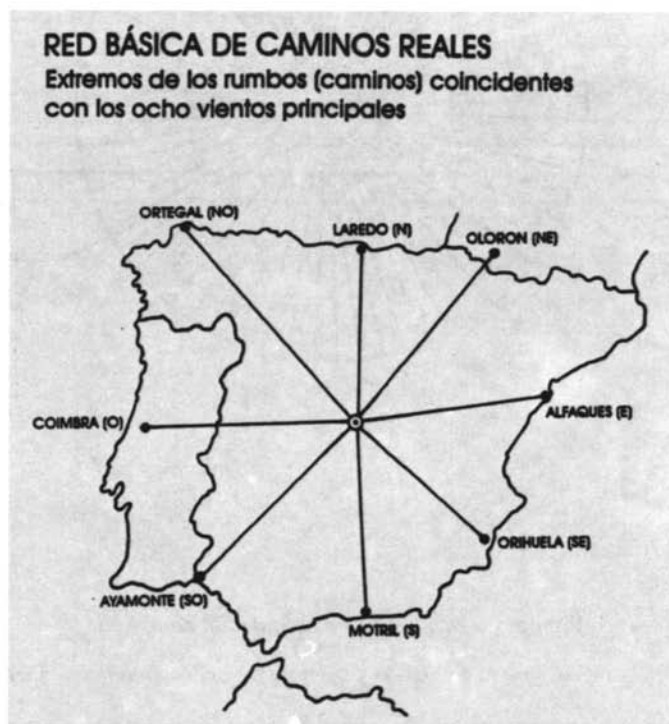 RED BÁSICA DE CAMINOS REALES
Extremos de los rumbos (caminos) coincidentes
con los ocho vientos principales
ORTEGAL (NO)
LAREDO (N)
OLORON (NE)
COIMBRA (O)
ALFAQUES (E)
ORIHUELA (SE)
AYAMONTE (SO)
MOTRIL (S)